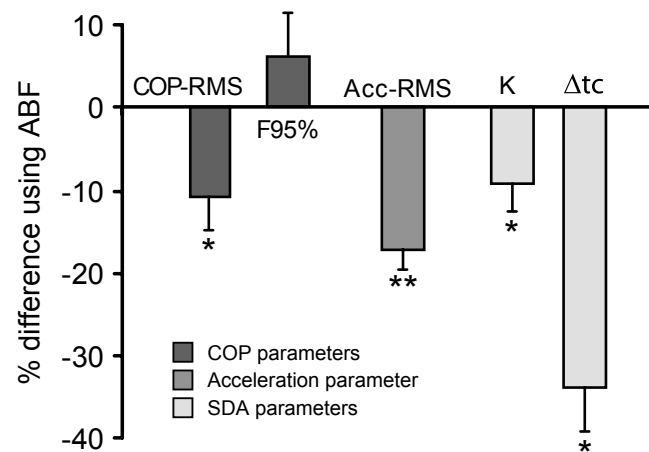 % difference using ABF
10
0
-10
-20
-30
-40
COP-RMS
F95%
Acc-RMS
K
Δtc
*
**
*
*
COP parameters
Acceleration parameter
SDA parameters